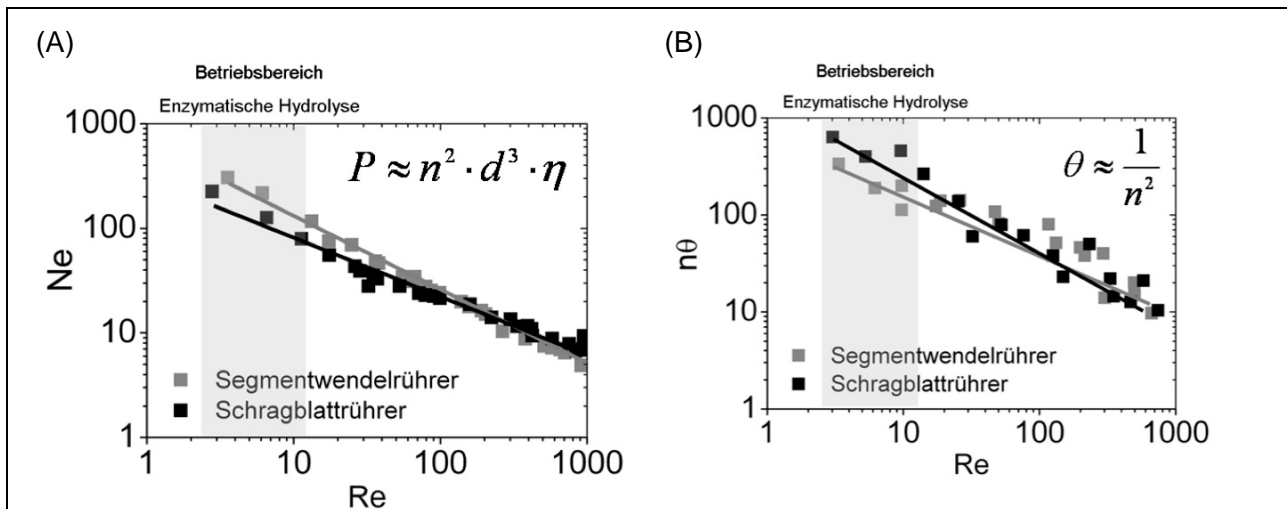 (A)
Betriebsbereich
Enzymatische Hydrolyse
1000
100
10
1
Ne
P ≈ n² · d³ · η
Segmentwendelrührer
Schragblattrührer
1 10 100 1000
Re
(B)
Betriebsbereich
Enzymatische Hydrolyse
1000
100
10
1
nθ
θ ≈ 1/n²
Segmentwendelrührer
Schragblattrührer
1 10 100 1000
Re